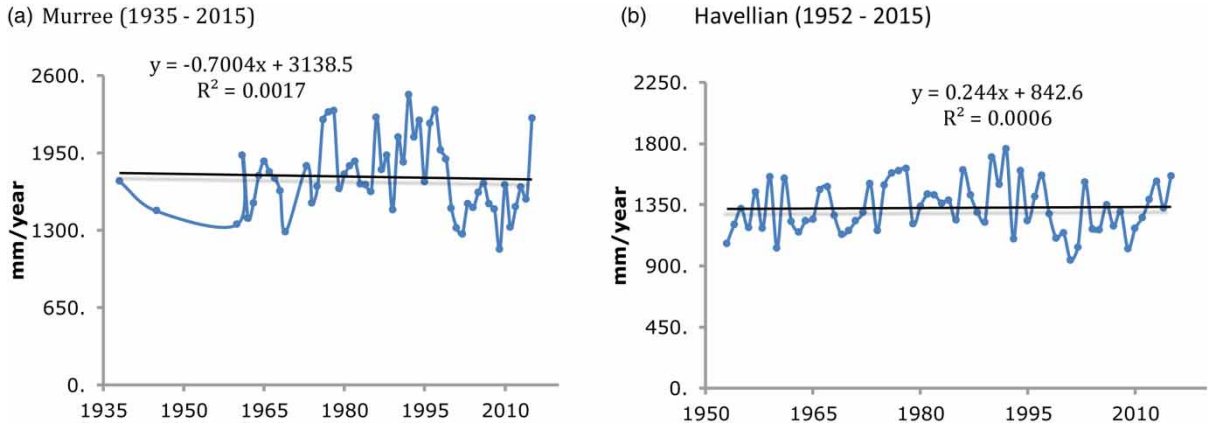 (a) Murree (1935 - 2015)
y = -0.7004x + 3138.5
R² = 0.0017
2600.
1950.
1300.
650.
0.
mm/year
1935 1950 1965 1980 1995 2010
(b) Havellian (1952 - 2015)
y = 0.244x + 842.6
R² = 0.0006
2250.
1800.
1350.
900.
450.
0.
mm/year
1950 1965 1980 1995 2010